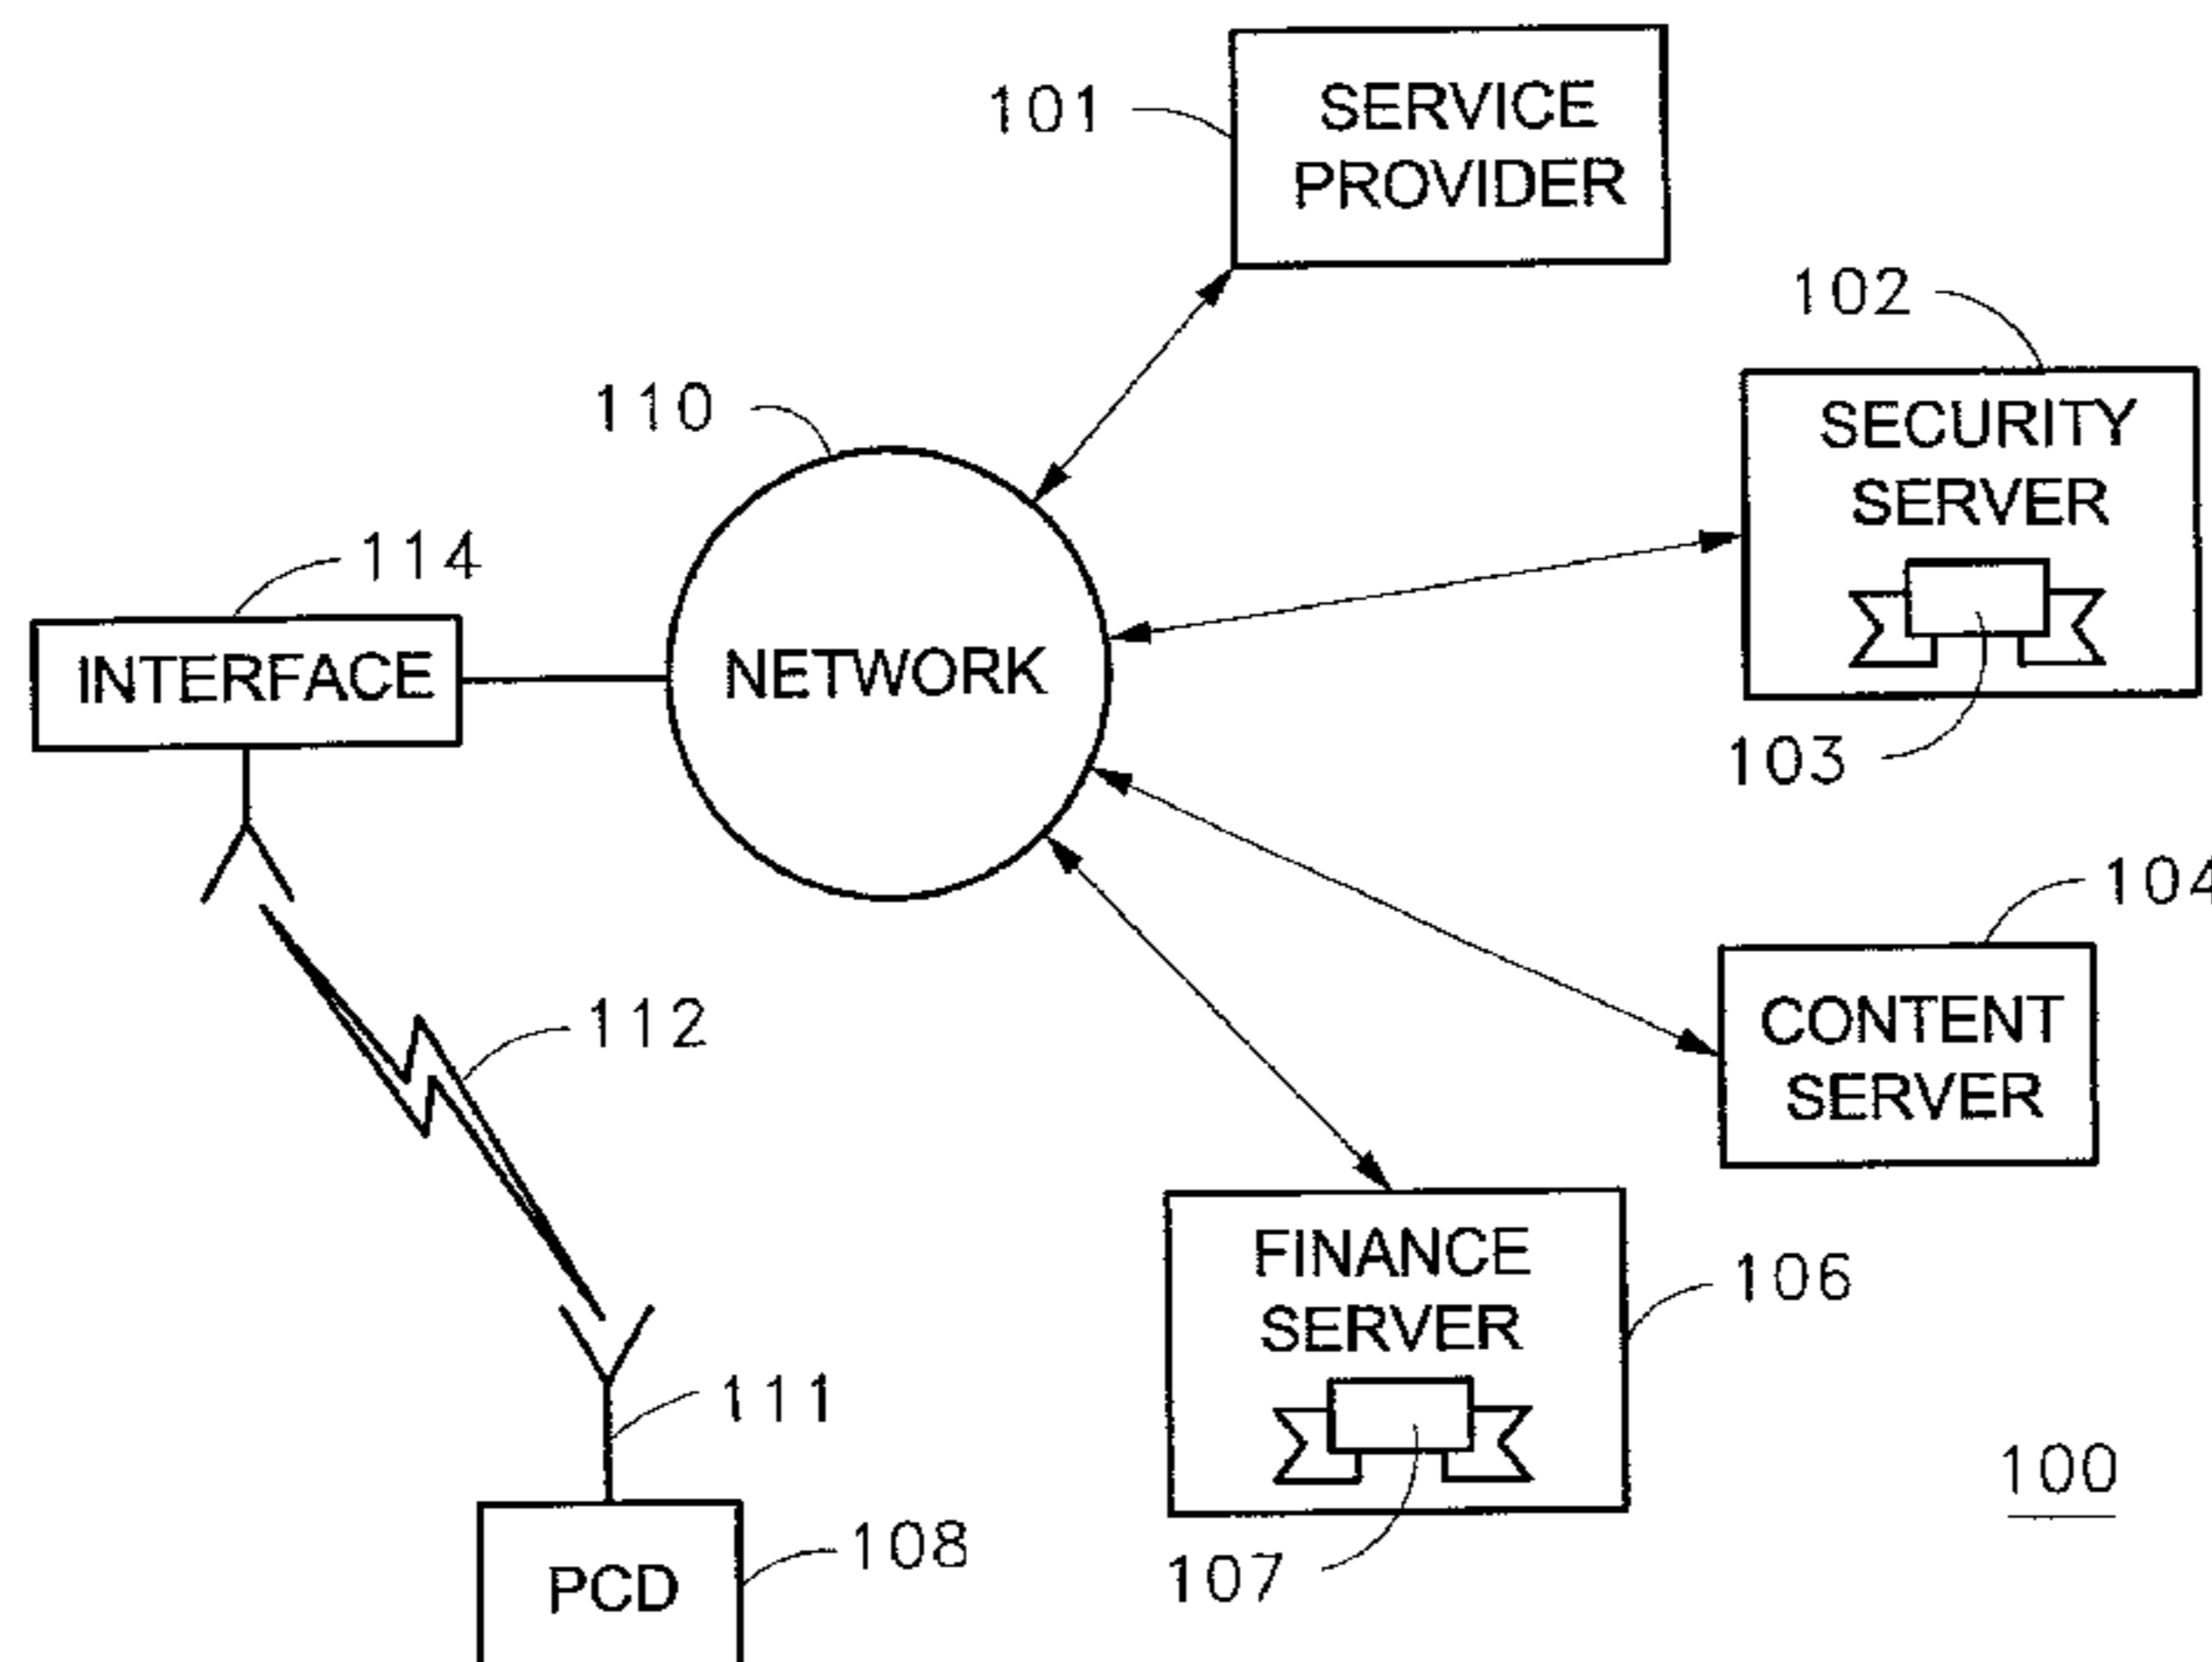 101
SERVICE
PROVIDER
102
SECURITY
SERVER
103
110
NETWORK
114
INTERFACE
104
CONTENT
SERVER
112
FINANCE
SERVER
106
107
111
PCD
108
100